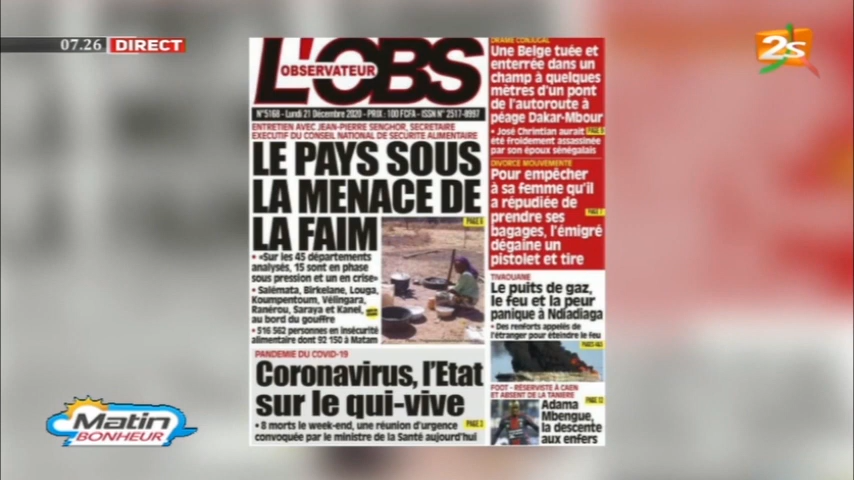 07.26 DIRECT
2s
L'OBS
OBSERVATEUR
N°5168 - Lundi 21 Décembre 2020 - PRIX : 100 FCFA - ISSN N° 2517-8997
ENTRETIEN AVEC JEAN-PIERRE SENGHOR, SECRETAIRE
EXECUTIF DU CONSEIL NATIONAL DE SECURITE ALIMENTAIRE
LE PAYS SOUS
LA MENACE DE
LA FAIM
PAGE 6
• «Sur les 45 départements
analysés, 15 sont en phase
sous pression et un en crise»
• Salémata, Birkelane, Louga,
Koumpentoum, Vélingara,
Ranérou, Saraya et Kanel,
au bord du gouffre
• 516 562 personnes en insécurité
alimentaire dont 92 150 à Matam
PANDEMIE DU COVID-19
Coronavirus, l'Etat
sur le qui-vive
• 8 morts le week-end, une réunion d'urgence
convoquée par le ministre de la Santé aujourd'hui
PAGE 3
DRAME CONJUGAL
Une Belge tuée et
enterrée dans un
champ à quelques
mètres d'un pont
de l'autoroute à
péage Dakar-Mbour
• José Chrintian aurait
été froidement assassinée
par son époux sénégalais
DIVORCE MOUVEMENTE
Pour empêcher
à sa femme qu'il
a répudiée de
prendre ses
bagages, l'émigré
dégaine un
pistolet et tire
PAGE 7
TIVAOUANE
Le puits de gaz,
le feu et la peur
panique à Ndiadiaga
• Des renforts appelés de
l'étranger pour éteindre le feu
PAGES 4&5
FOOT - RÉSERVISTE À CAEN
ET ABSENT DE LA TANIERE
PAGE 12
Adama
Mbengue,
la descente
aux enfers
Matin
BONHEUR